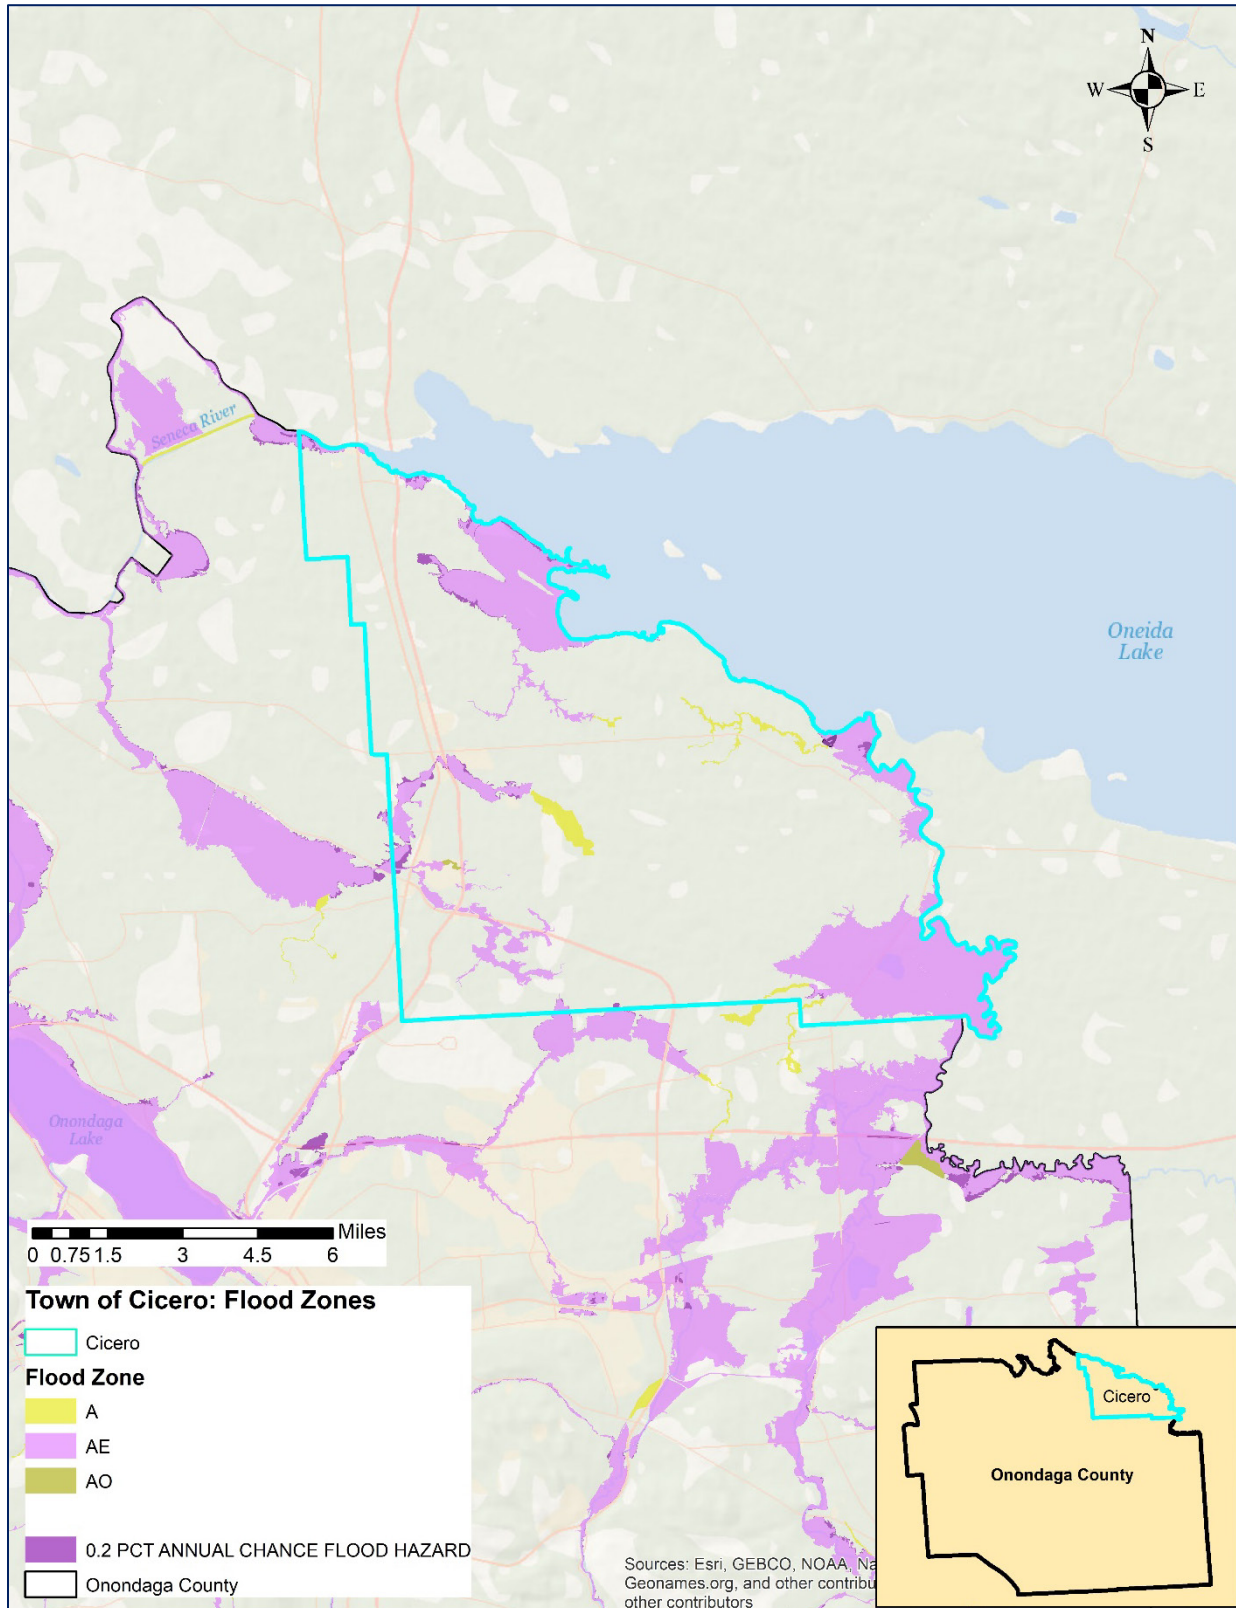 N
W E
S
Seneca River
Oneida
Lake
Onondaga
Lake
Miles
0 0.75 1.5 3 4.5 6
Town of Cicero: Flood Zones
Cicero
Flood Zone
A
AE
AO
0.2 PCT ANNUAL CHANCE FLOOD HAZARD
Onondaga County
Cicero
Onondaga County
Sources: Esri, GEBCO, NOAA, Na
Geonames.org, and other contribu
other contributors